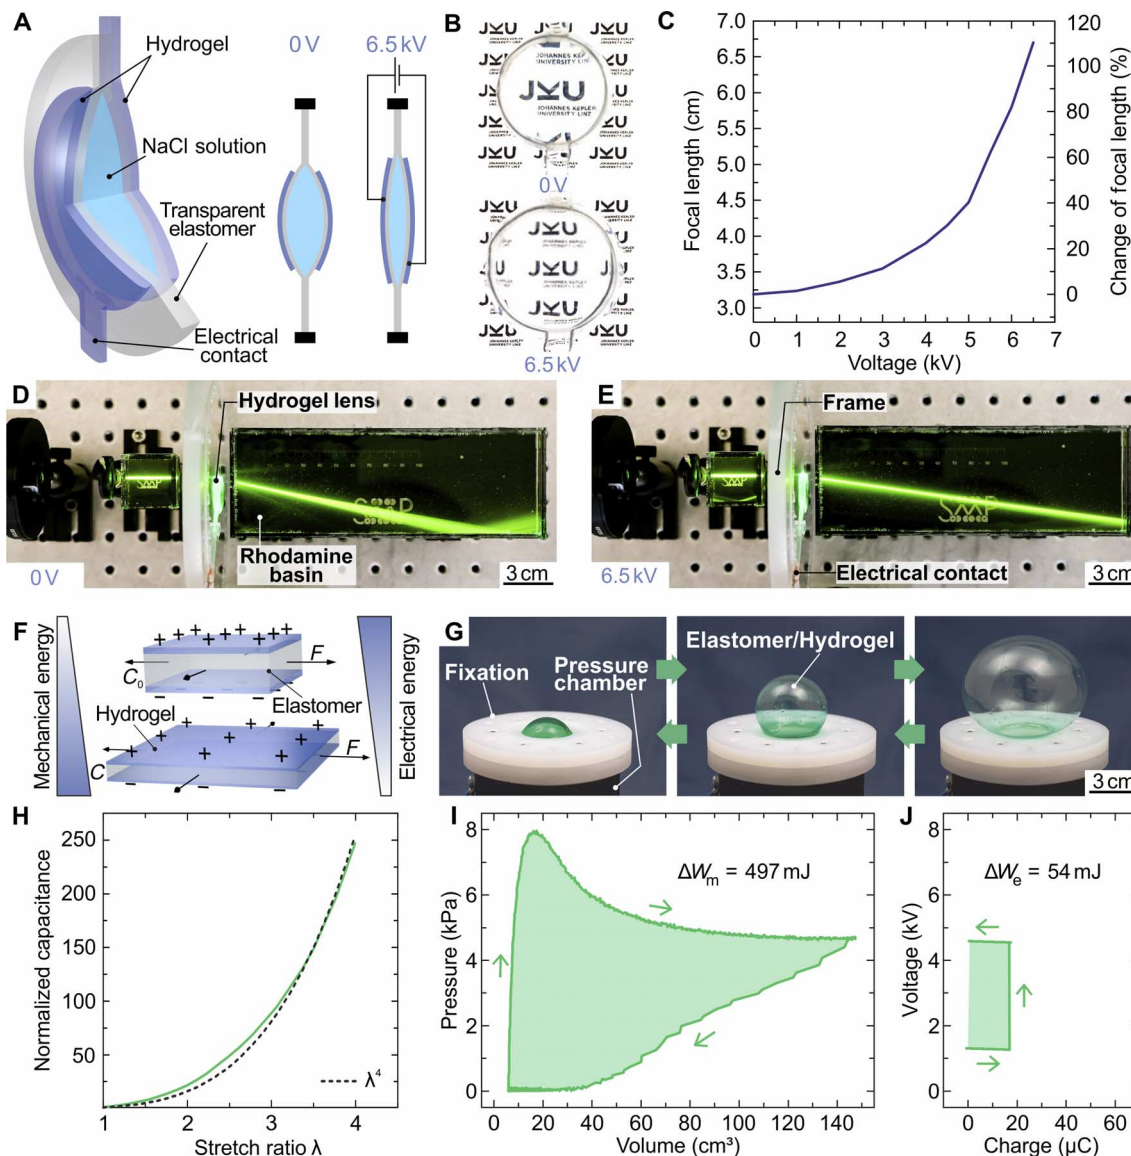 A
Hydrogel
NaCl solution
Transparent
elastomer
Electrical
contact
0 V
6.5 kV
B
JKU
JOHANNES KEPLER
UNIVERSITY LINZ
0 V
JKU
JKU
JKU
JKU
6.5 kV
C
Focal length (cm)
7.0
6.5
6.0
5.5
5.0
4.5
4.0
3.5
3.0
0
1
2
3
4
5
6
7
Voltage (kV)
120
100
80
60
40
20
0
Change of focal length (%)
D
Hydrogel lens
Rhodamine
basin
0 V
3 cm
E
Frame
Electrical contact
6.5 kV
3 cm
F
Mechanical energy
C₀
F
Elastomer
Hydrogel
C
F
Electrical energy
G
Fixation
Pressure
chamber
Elastomer/Hydrogel
3 cm
H
Normalized capacitance
250
200
150
100
50
1
2
3
4
Stretch ratio λ
λ⁴
I
Pressure (kPa)
8
6
4
2
0
0
20
40
60
80
100
120
140
Volume (cm³)
ΔWₘ = 497 mJ
J
Voltage (kV)
8
6
4
2
0
0
20
40
60
Charge (µC)
ΔWₑ = 54 mJ